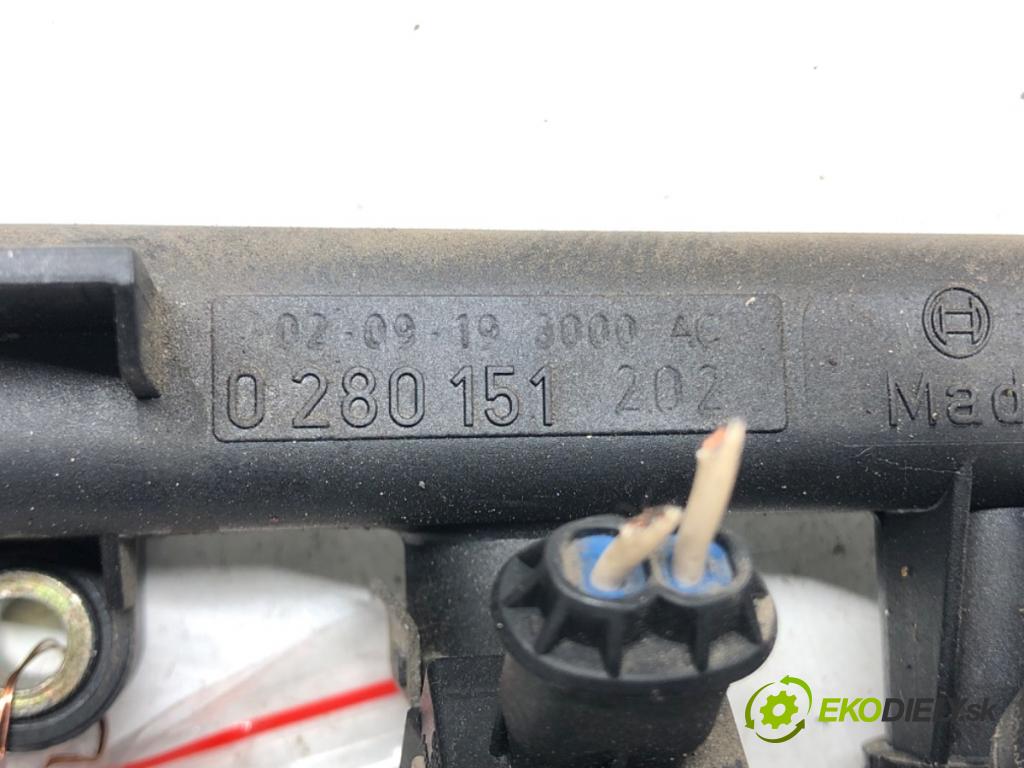 02-09-19 3000 AC
0 280 151 202
Mad
EKODIELY.sk